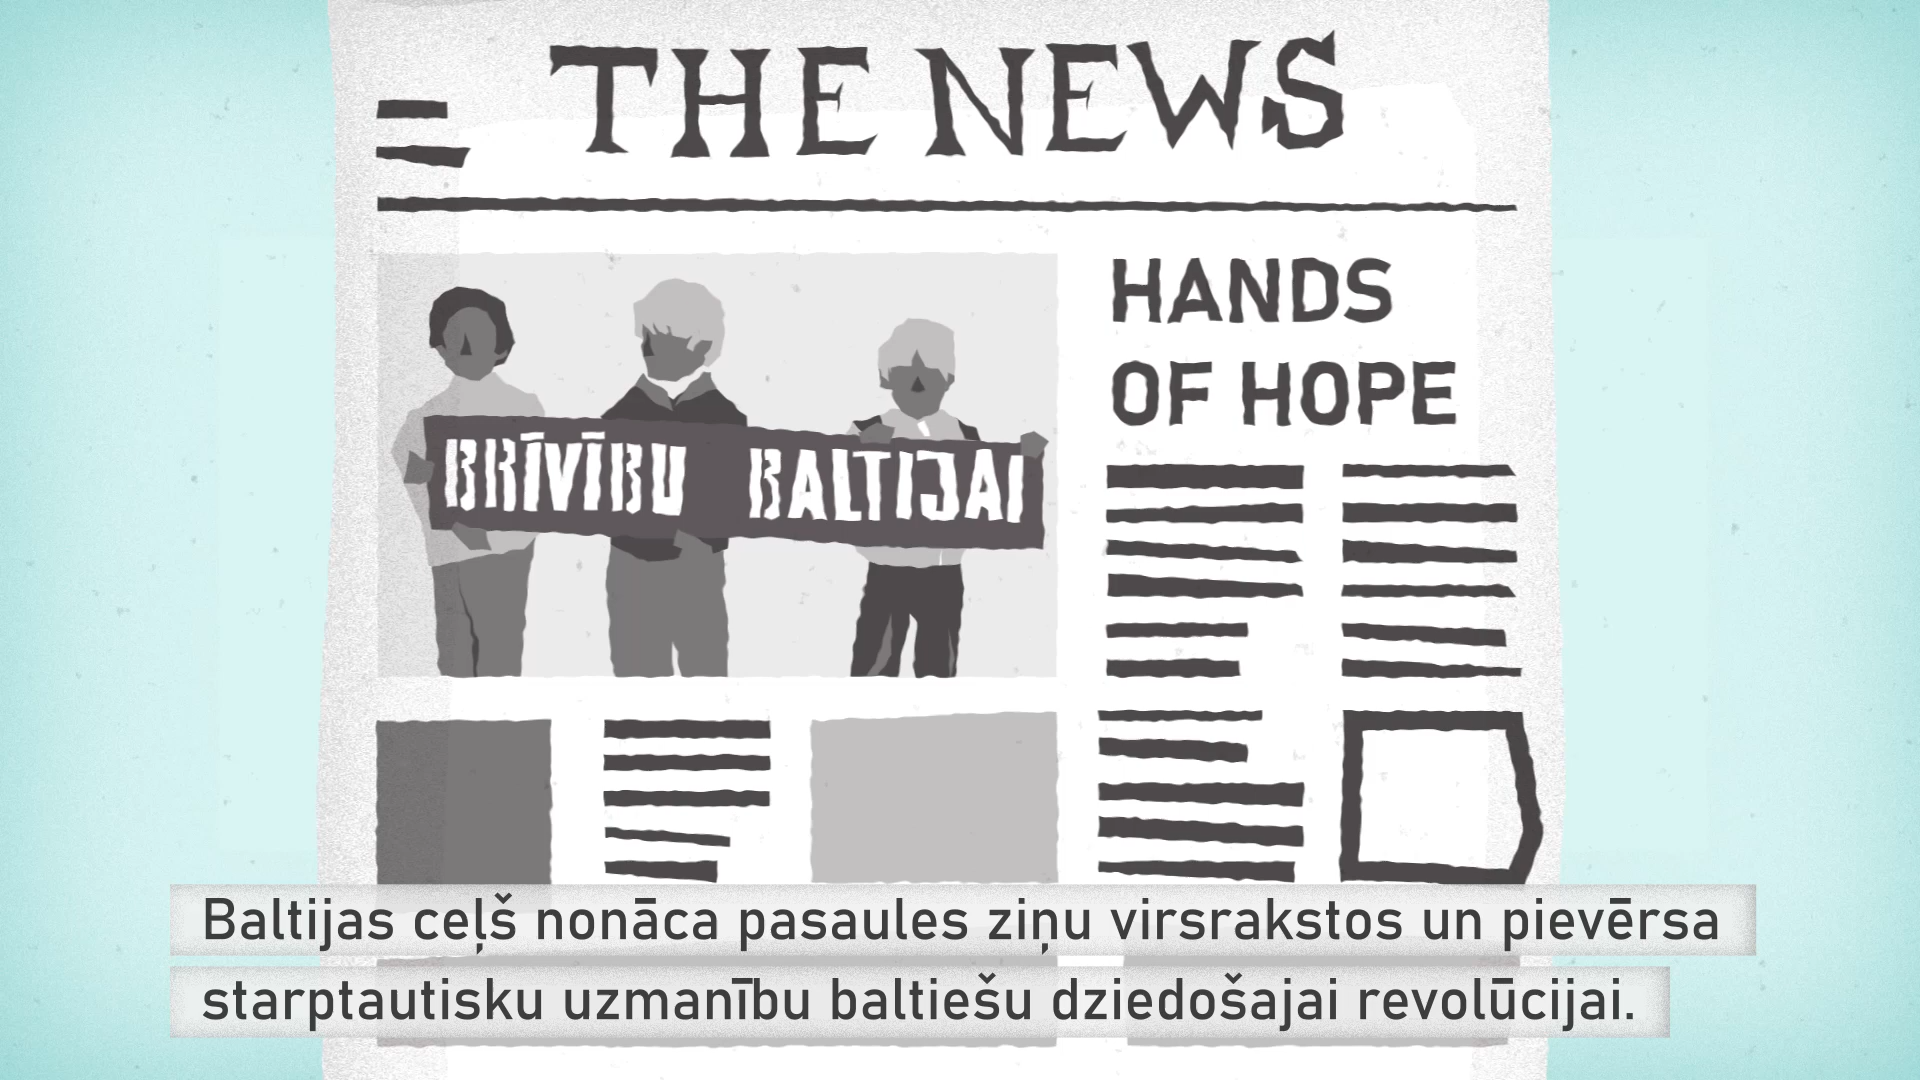 THE NEWS
HANDS
OF HOPE
BRĪVĪBU BALTIJAI
Baltijas ceļš nonāca pasaules ziņu virsrakstos un pievērsa
starptautisku uzmanību baltiešu dziedošajai revolūcijai.